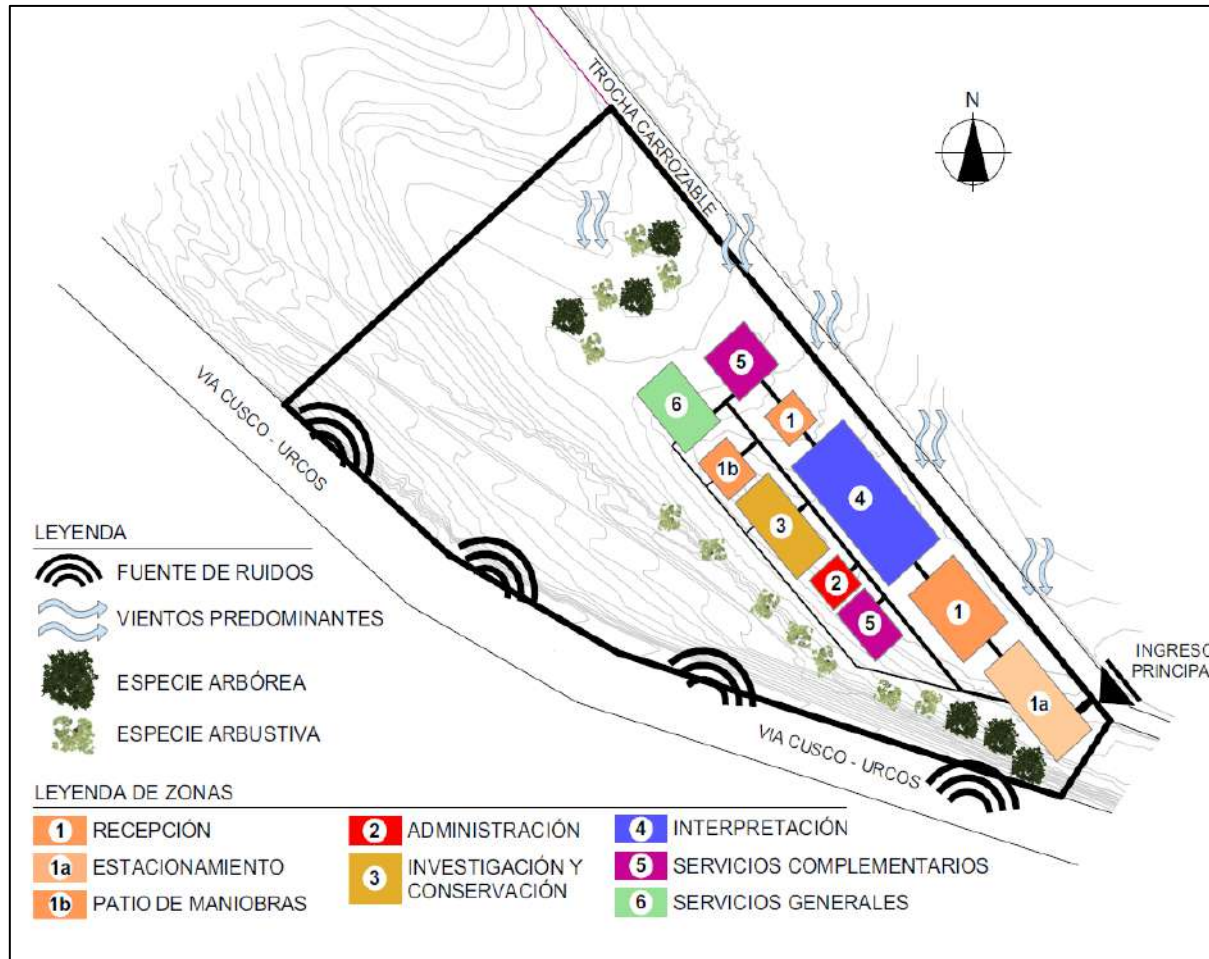 TROCHA CARROZABLE
N
5
6
1
1b
4
3
2
5
1
1a
INGRESO
PRINCIPA
VIA CUSCO - URCOS
VIA CUSCO - URCOS
LEYENDA
FUENTE DE RUIDOS
VIENTOS PREDOMINANTES
ESPECIE ARBÓREA
ESPECIE ARBUSTIVA
LEYENDA DE ZONAS
1 RECEPCIÓN
1a ESTACIONAMIENTO
1b PATIO DE MANIOBRAS
2 ADMINISTRACIÓN
3 INVESTIGACIÓN Y
CONSERVACIÓN
4 INTERPRETACIÓN
5 SERVICIOS COMPLEMENTARIOS
6 SERVICIOS GENERALES